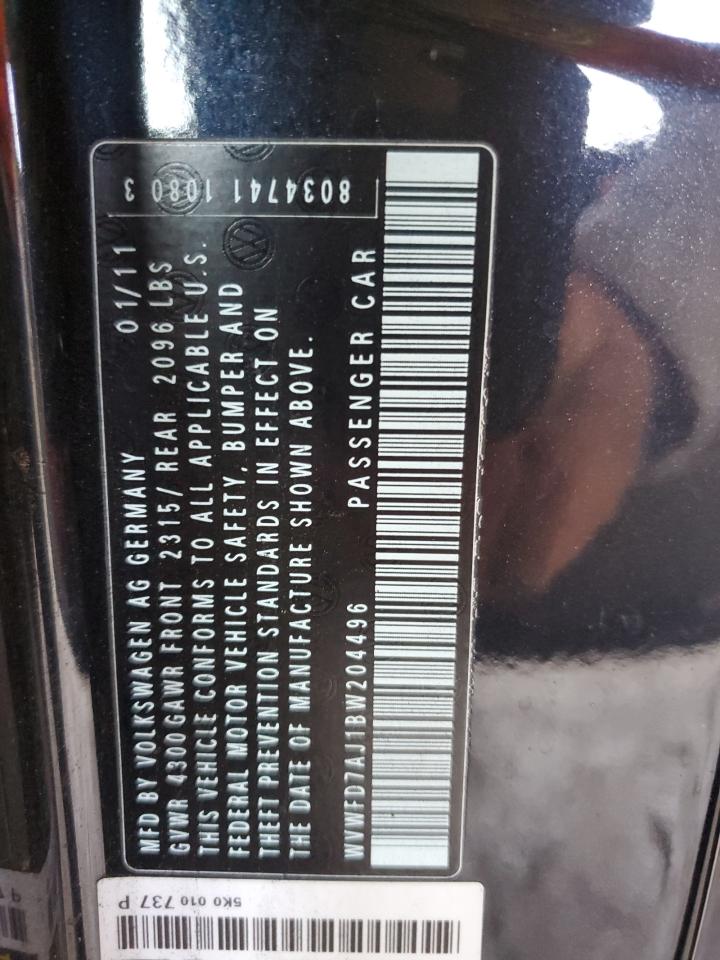 MFD BY VOLKSWAGEN AG GERMANY 01/11
GVWR 4300GAWR FRONT 2315/ REAR 2096 LBS
THIS VEHICLE CONFORMS TO ALL APPLICABLE U.S.
FEDERAL MOTOR VEHICLE SAFETY, BUMPER AND
THEFT PREVENTION STANDARDS IN EFFECT ON
THE DATE OF MANUFACTURE SHOWN ABOVE.
WVWFD7AJ1BW204496 PASSENGER CAR
8034741 1080 3
5K0 010 737 P